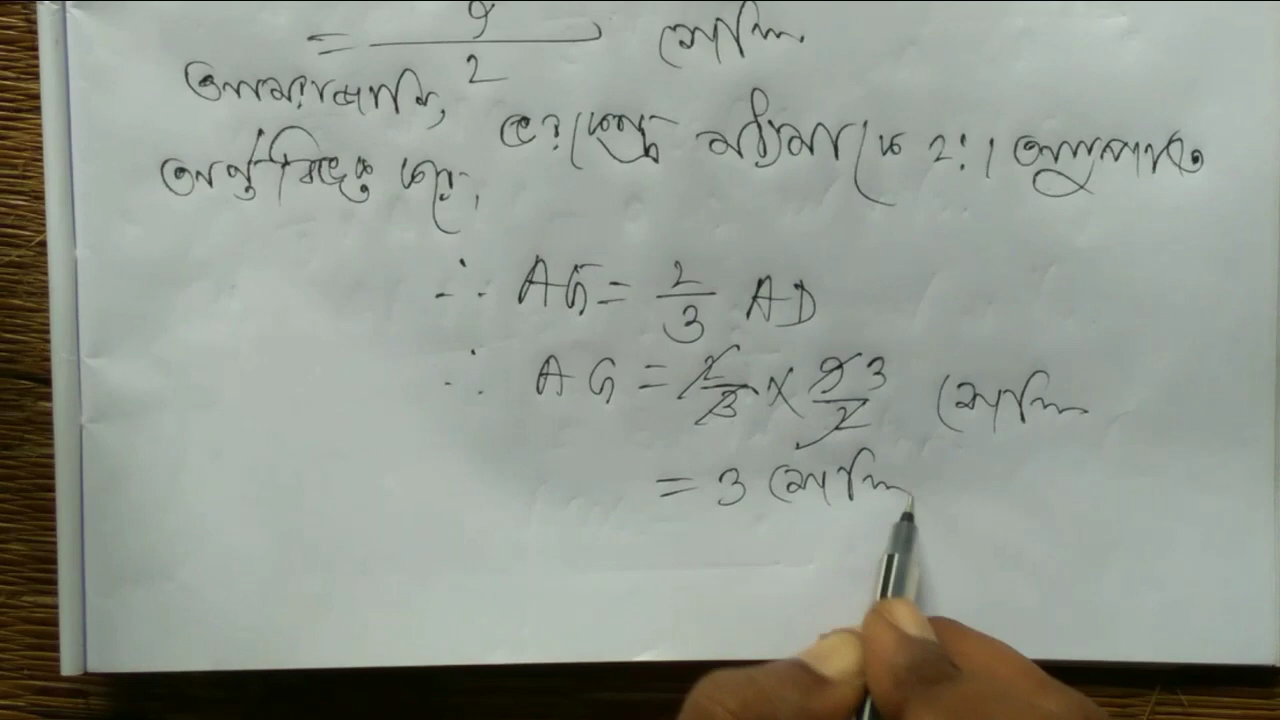 = 9/2 সেমি.
আমরা জানি, ভরকেন্দ্র মধ্যমাকে 2:1 অনুপাতে
অন্তর্বিভক্ত করে,
∴ AG = 2/3 AD
∴ AG = 2/3 × 9/2 3 সেমি
= 3 সেমি